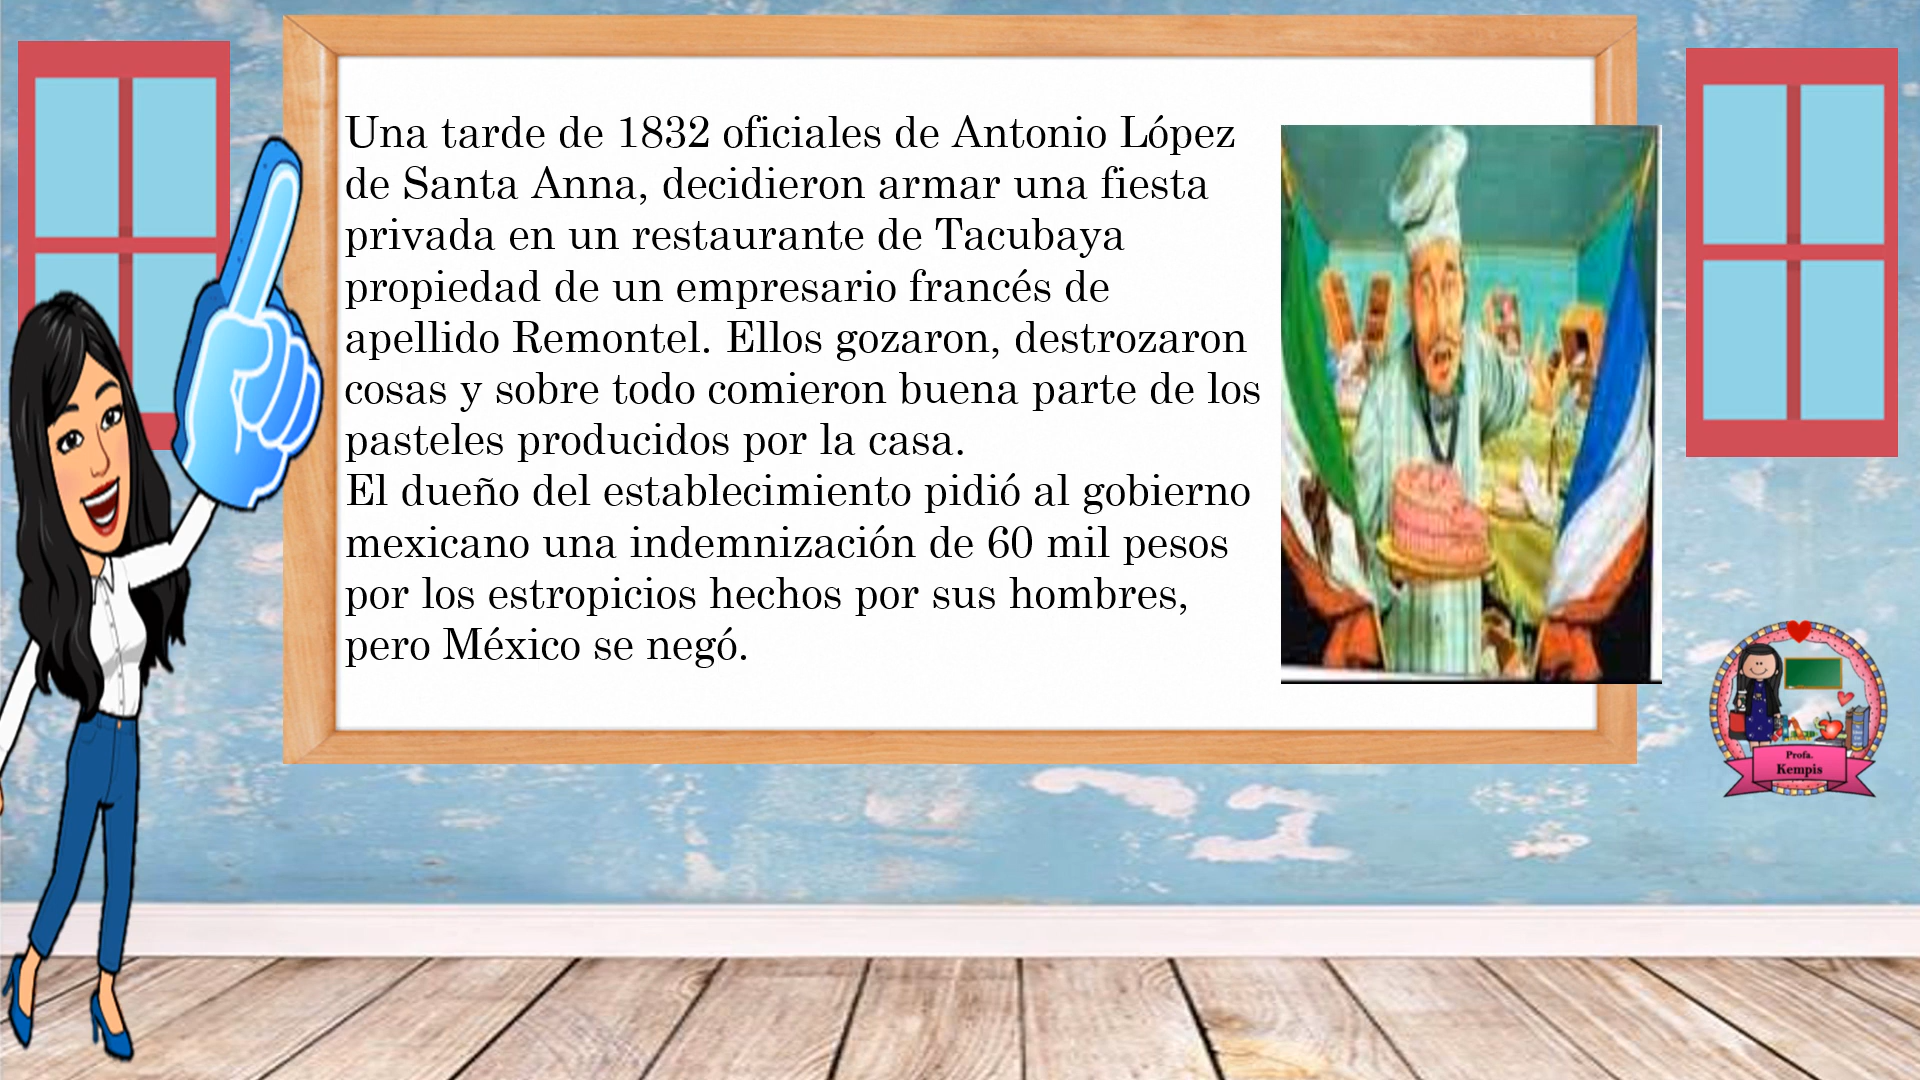 Una tarde de 1832 oficiales de Antonio López
de Santa Anna, decidieron armar una fiesta
privada en un restaurante de Tacubaya
propiedad de un empresario francés de
apellido Remontel. Ellos gozaron, destrozaron
cosas y sobre todo comieron buena parte de los
pasteles producidos por la casa.
El dueño del establecimiento pidió al gobierno
mexicano una indemnización de 60 mil pesos
por los estropicios hechos por sus hombres,
pero México se negó.
Profa.
Kempis